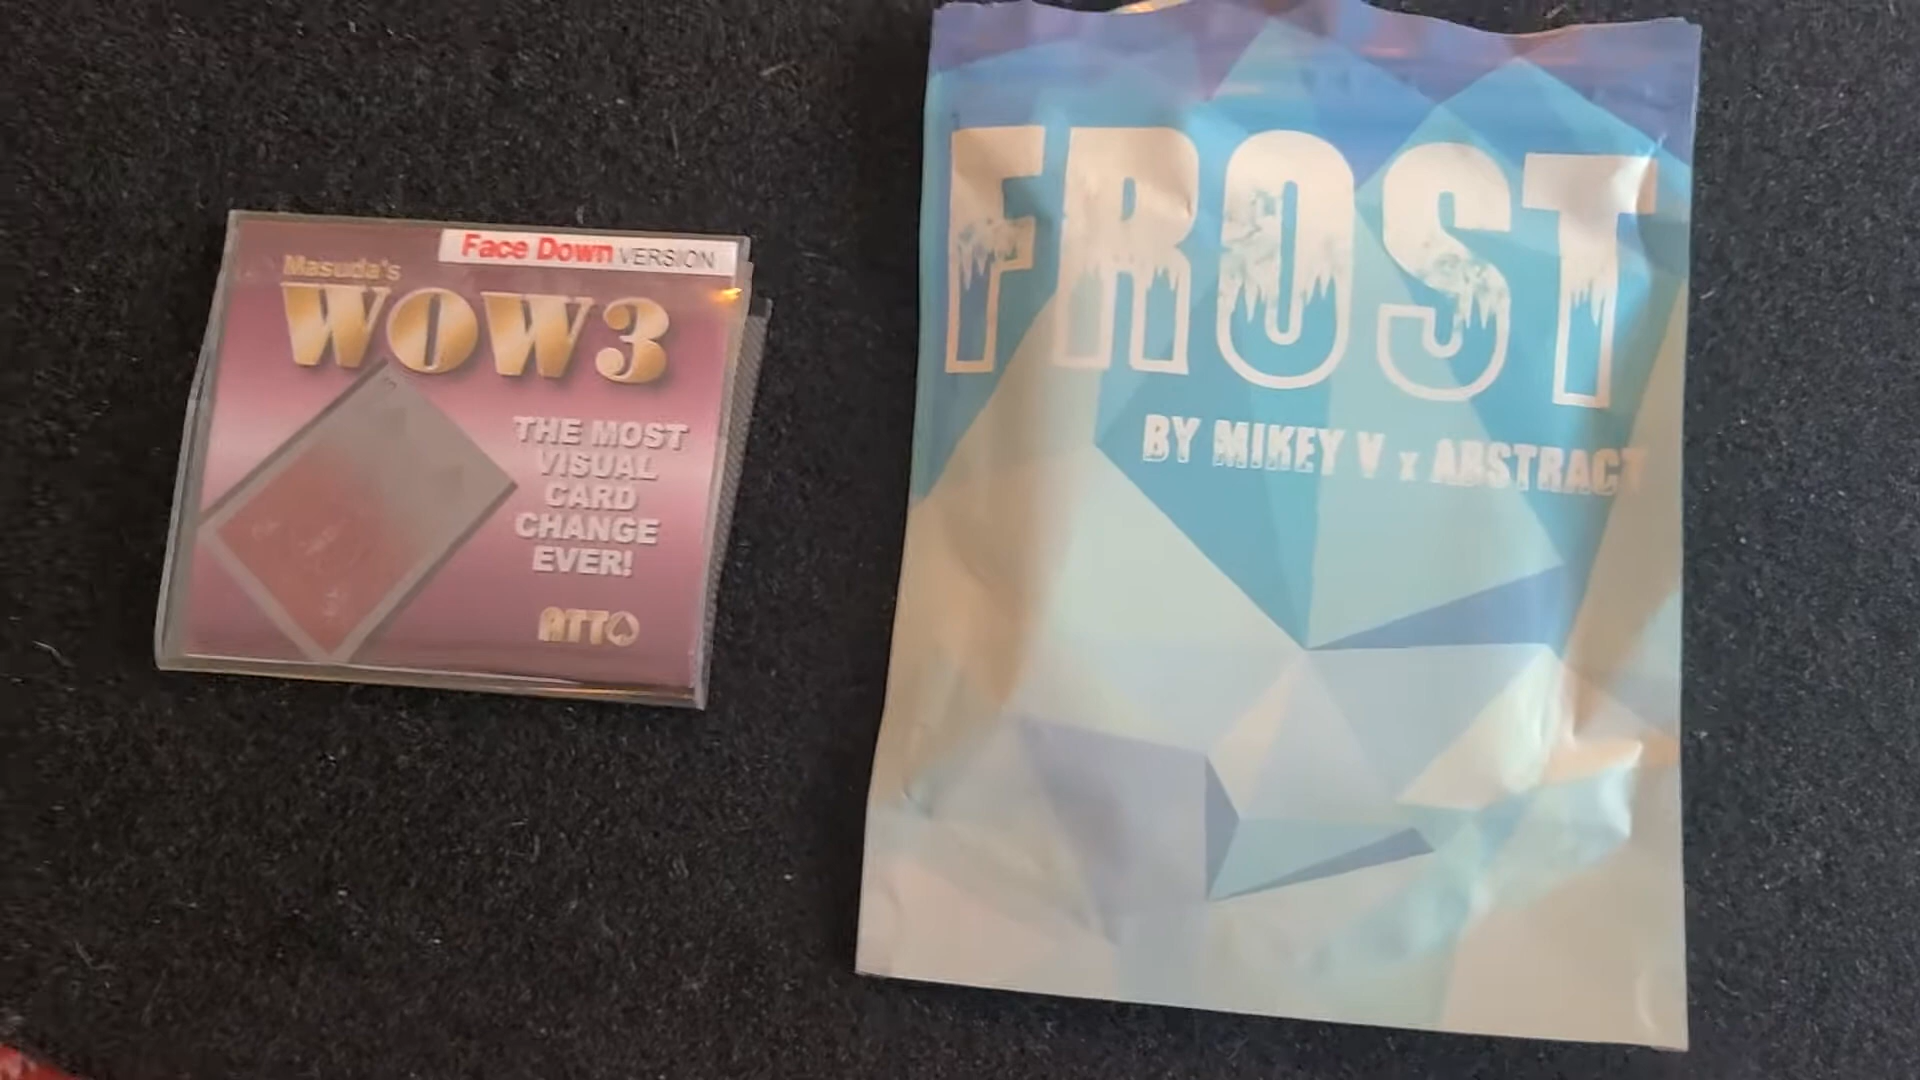 Face Down VERSION
Masuda's
WOW3
THE MOST
VISUAL
CARD
CHANGE
EVER!
ATTO
FROST
BY MIKEY V x ABSTRACT